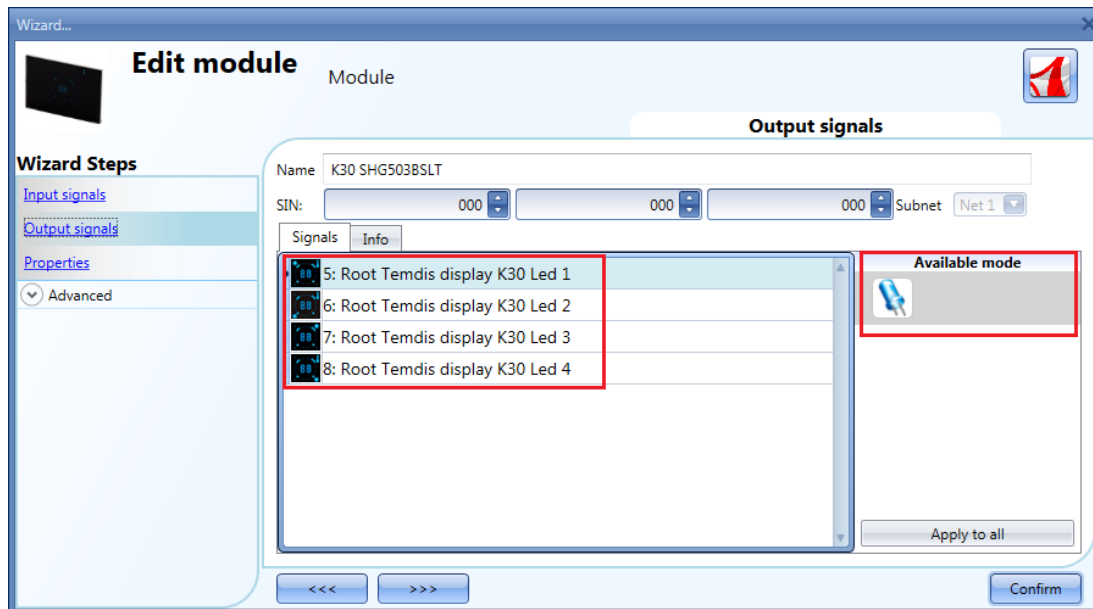 Wizard...
Edit module
Module
Output signals
Wizard Steps
Input signals
Output signals
Properties
Advanced
Name K30 SHG503BSLT
SIN: 000 000 000 Subnet Net 1
Signals Info
5: Root Temdis display K30 Led 1
6: Root Temdis display K30 Led 2
7: Root Temdis display K30 Led 3
8: Root Temdis display K30 Led 4
Available mode
Apply to all
<<< >>> Confirm